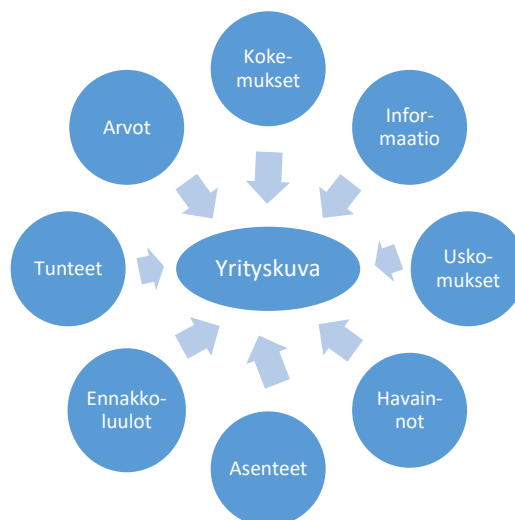 Koke-
mukset
Infor-
maatio
Usko-
mukset
Havain-
not
Asenteet
Ennakko-
luulot
Tunteet
Arvot
Yrityskuva